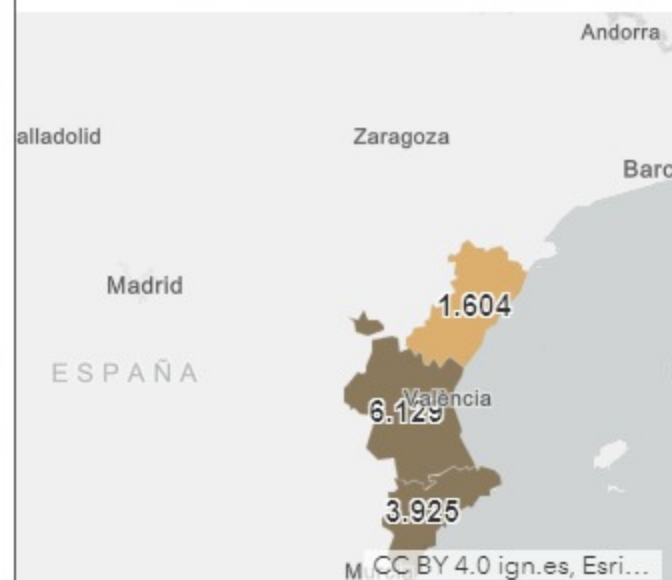 Andorra
alladolid
Zaragoza
Barc
Madrid
1.604
ESPAÑA
València
6.129
3.925
CC BY 4.0 ign.es, Esri...